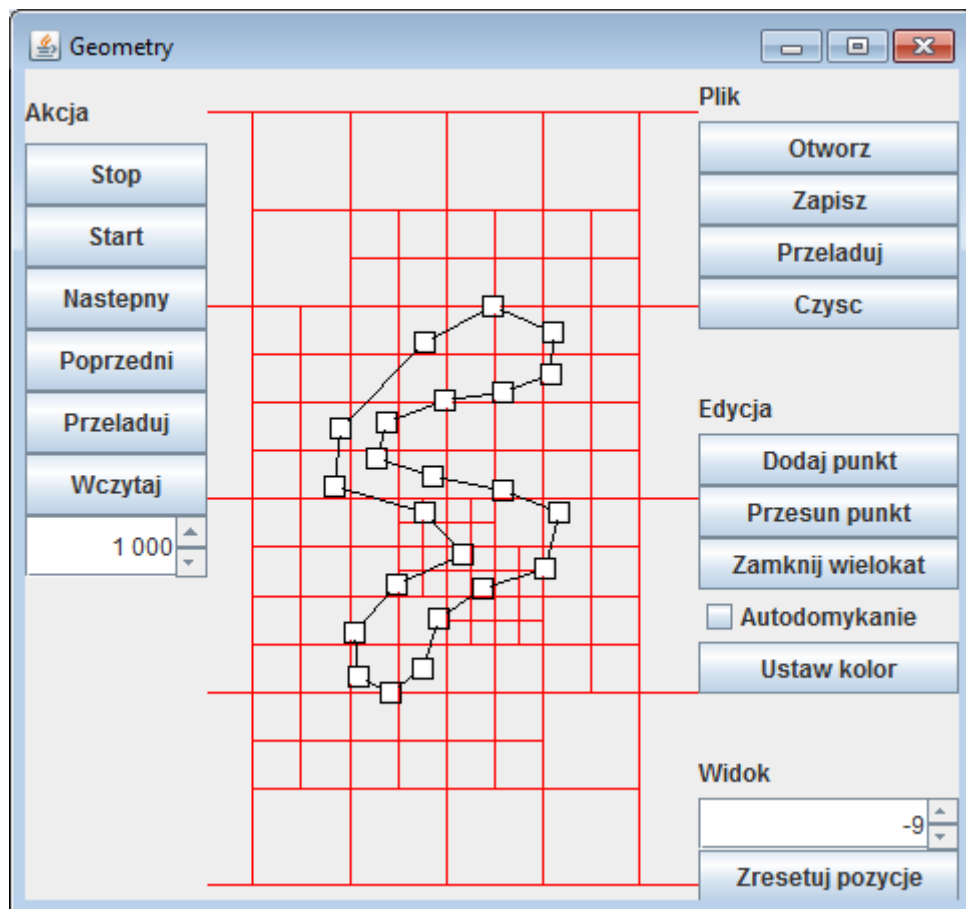 Geometry
Akcja
Stop
Start
Nastepny
Poprzedni
Przeladuj
Wczytaj
1 000
Plik
Otworz
Zapisz
Przeladuj
Czysc
Edycja
Dodaj punkt
Przesun punkt
Zamknij wielokat
Autodomykanie
Ustaw kolor
Widok
-9
Zresetuj pozycje